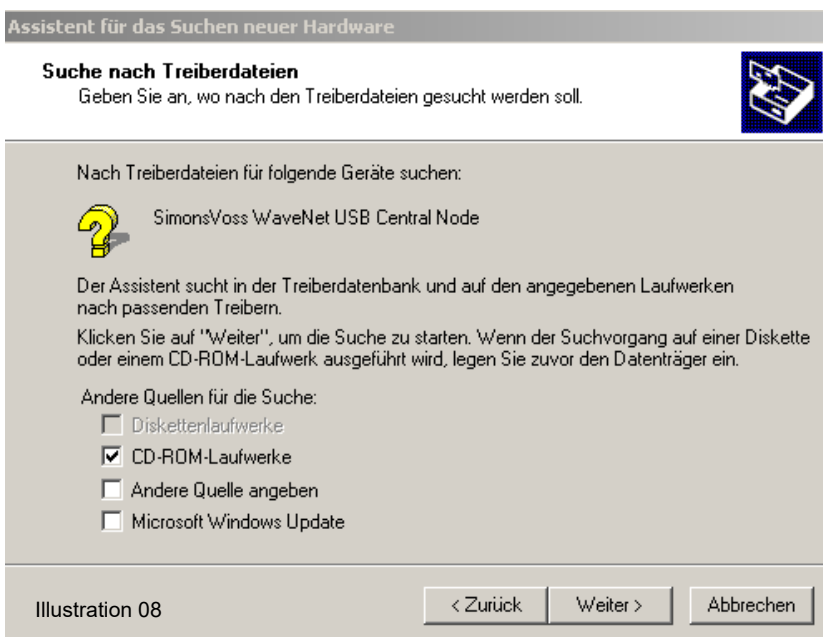 Assistent für das Suchen neuer Hardware
Suche nach Treiberdateien
Geben Sie an, wo nach den Treiberdateien gesucht werden soll.
Nach Treiberdateien für folgende Geräte suchen:
SimonsVoss WaveNet USB Central Node
Der Assistent sucht in der Treiberdatenbank und auf den angegebenen Laufwerken
nach passenden Treibern.
Klicken Sie auf "Weiter", um die Suche zu starten. Wenn der Suchvorgang auf einer Diskette
oder einem CD-ROM-Laufwerk ausgeführt wird, legen Sie zuvor den Datenträger ein.
Andere Quellen für die Suche:
Diskettenlaufwerke
CD-ROM-Laufwerke
Andere Quelle angeben
Microsoft Windows Update
Illustration 08 < Zurück Weiter > Abbrechen